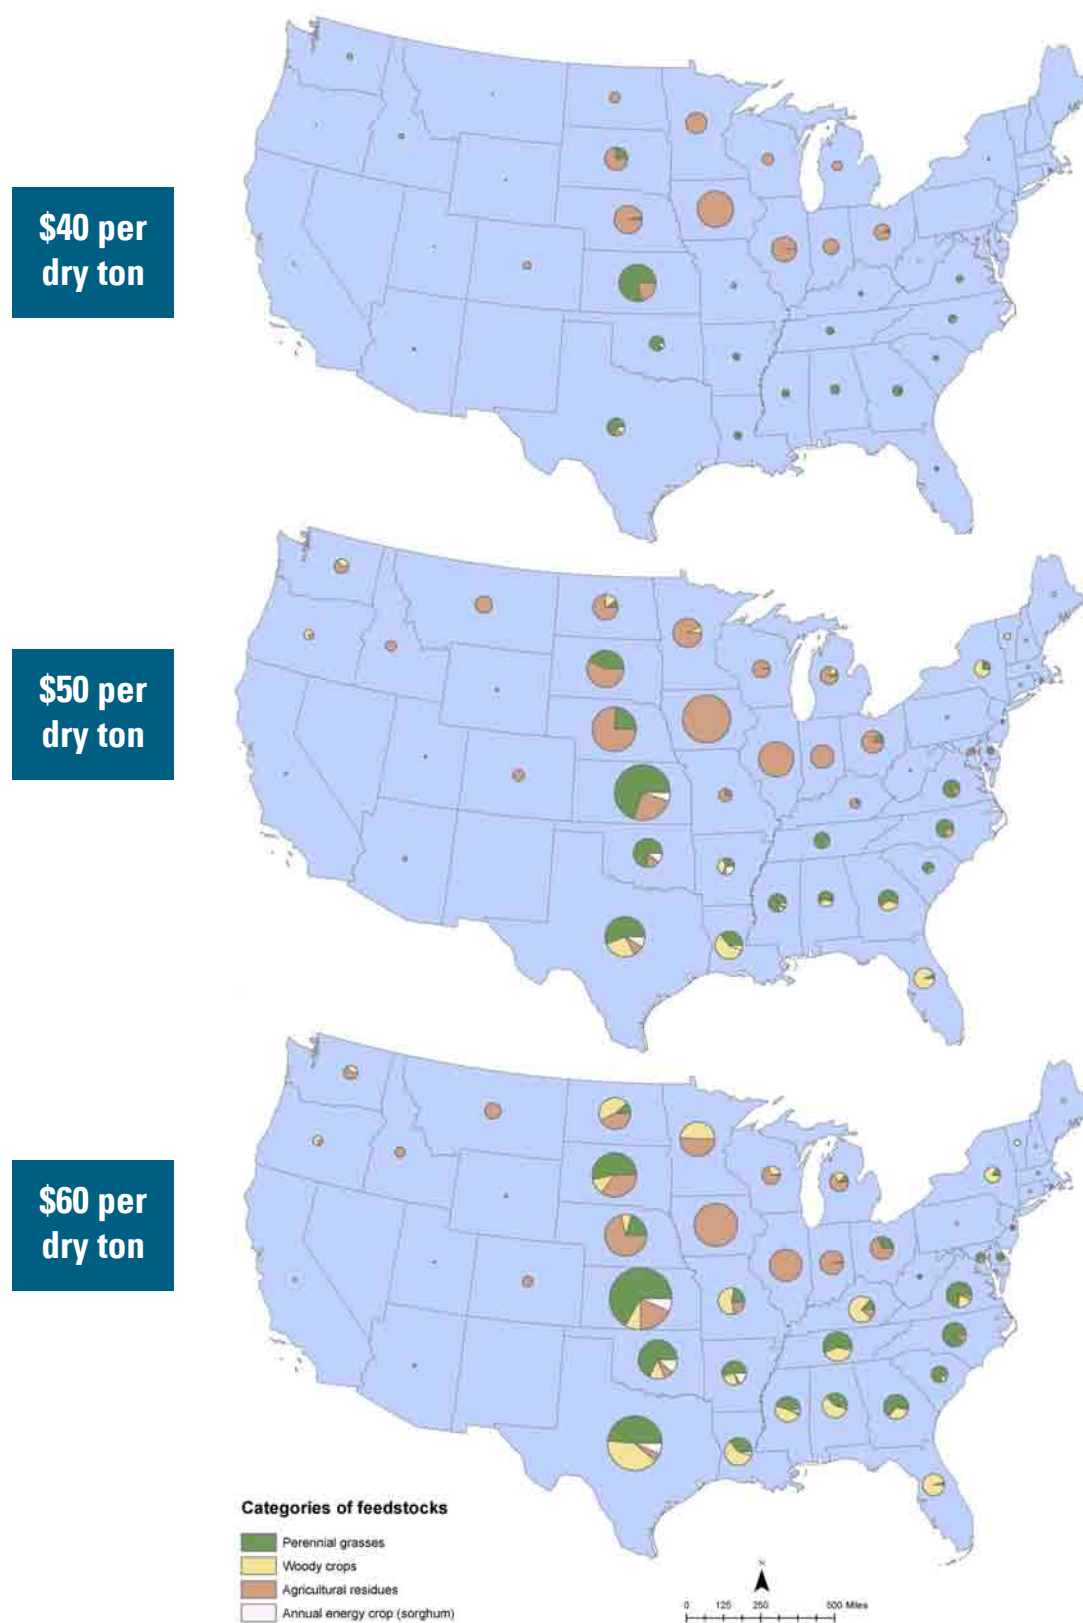 $40 per
dry ton
$50 per
dry ton
$60 per
dry ton
Categories of feedstocks
Perennial grasses
Woody crops
Agricultural residues
Annual energy crop (sorghum)
N
0 125 250 500 Miles